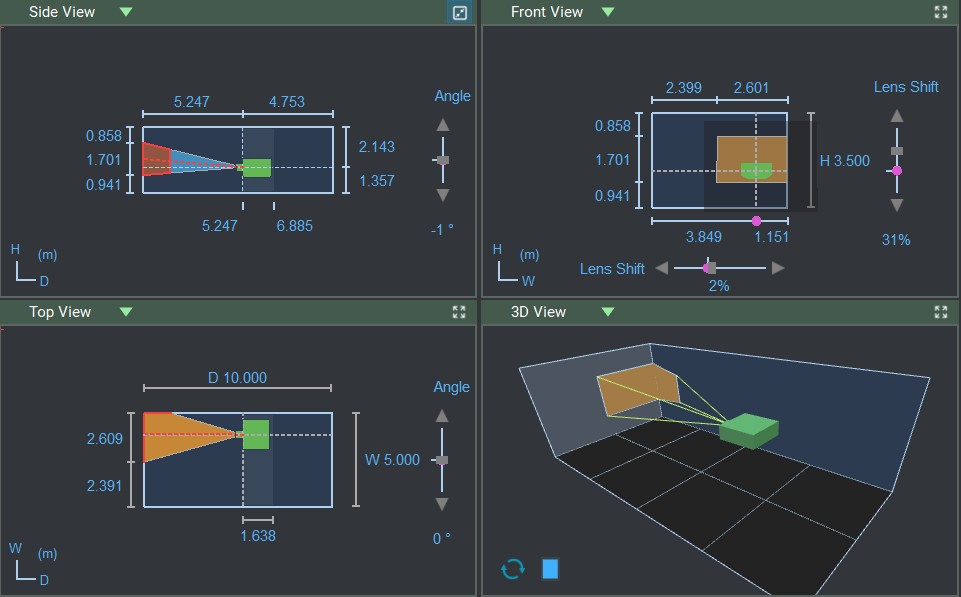 Side View
5.247 4.753
Angle
0.858
1.701
0.941
2.143
1.357
5.247 6.885
-1 °
H (m)
D
Front View
2.399 2.601
Lens Shift
0.858
1.701
0.941
H 3.500
3.849 1.151
31%
H (m)
W
Lens Shift
2%
Top View
D 10.000
Angle
2.609
2.391
W 5.000
1.638
0 °
W (m)
D
3D View